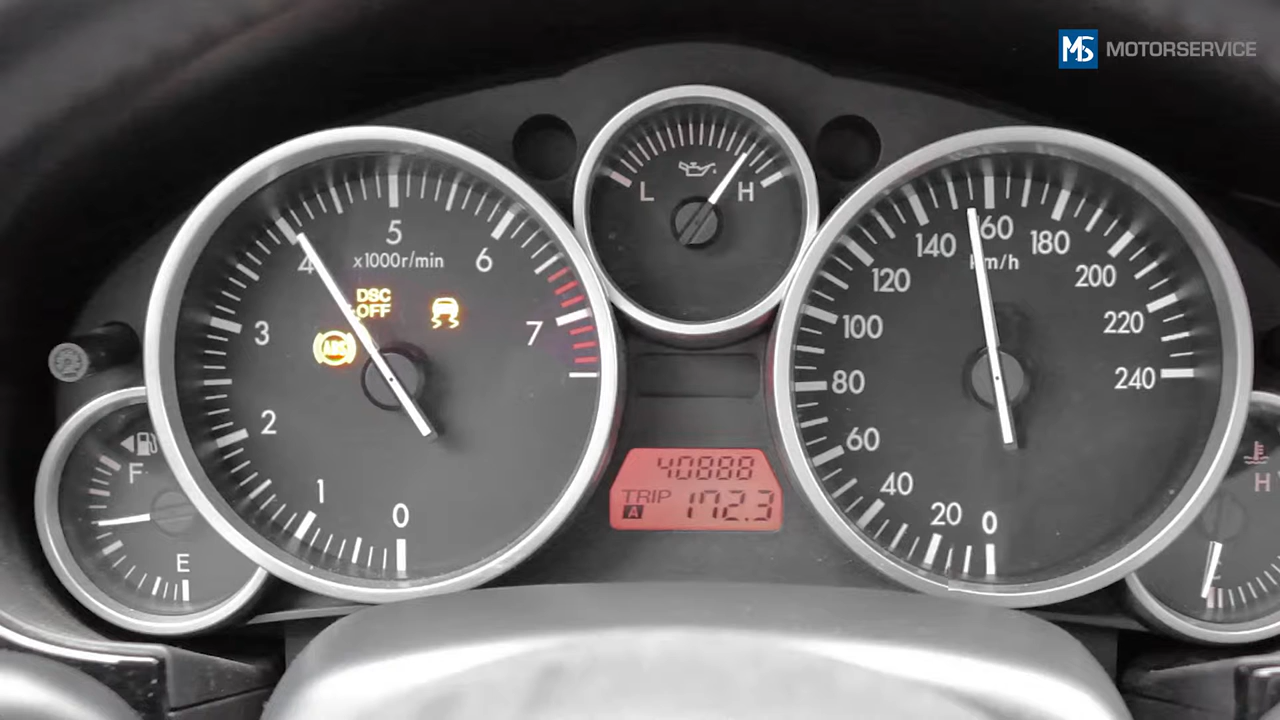 MS MOTORSERVICE
0
1
2
3
4
5
6
7
x1000r/min
DSC
OFF
ABS
L H
0
20
40
60
80
100
120
140
160
180
200
220
240
km/h
F
E
40888
TRIP
A 172.3
H